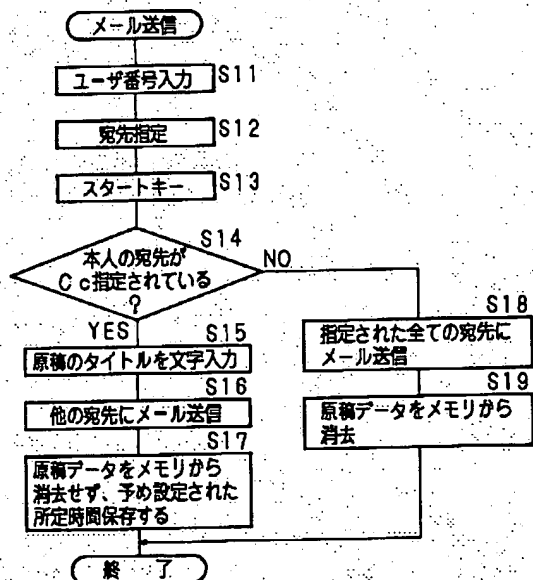 メール送信
ユーザ番号入力 S11
宛先指定 S12
スタートキー S13
S14
本人の宛先が
Cc指定されている
?
NO
YES
S15
原稿のタイトルを文字入力
S16
他の宛先にメール送信
S17
原稿データをメモリから
消去せず、予め設定された
所定時間保存する
S18
指定された全ての宛先に
メール送信
S19
原稿データをメモリから
消去
終 了